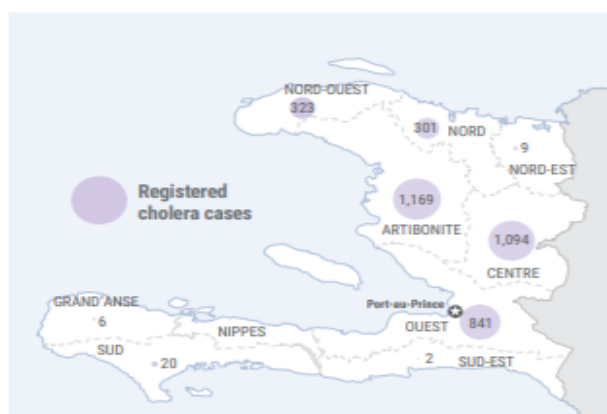 NORD-OUEST
323
301
NORD
9
NORD-EST
Registered
cholera cases
1,169
ARTIBONITE
1,094
CENTRE
Port-au-Prince
GRAND ANSE
6
NIPPES
OUEST
841
SUD
20
2
SUD-EST